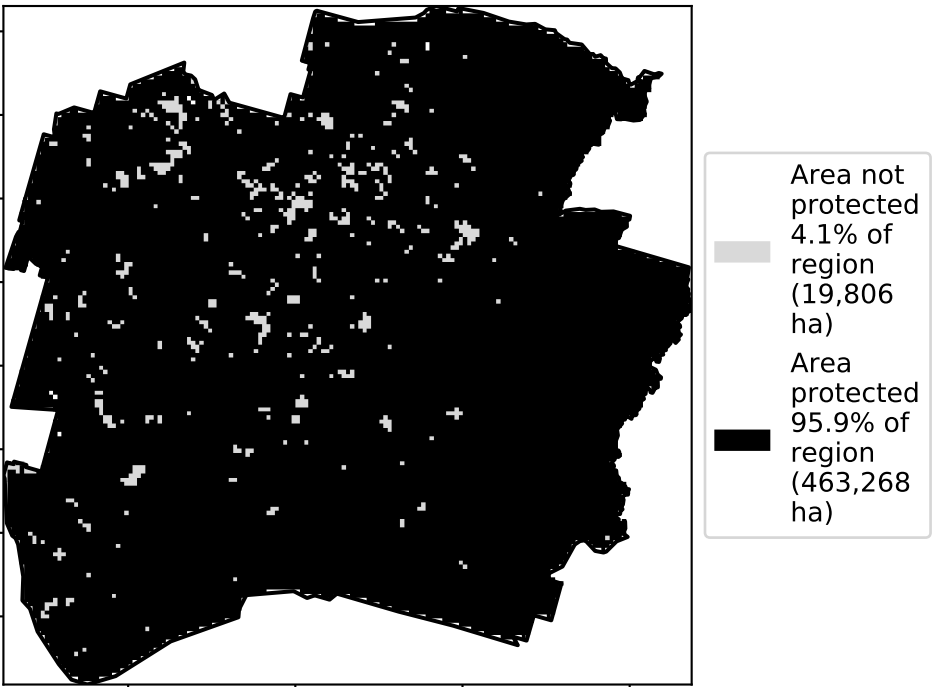 Area not
protected
4.1% of
region
(19,806
ha)
Area
protected
95.9% of
region
(463,268
ha)